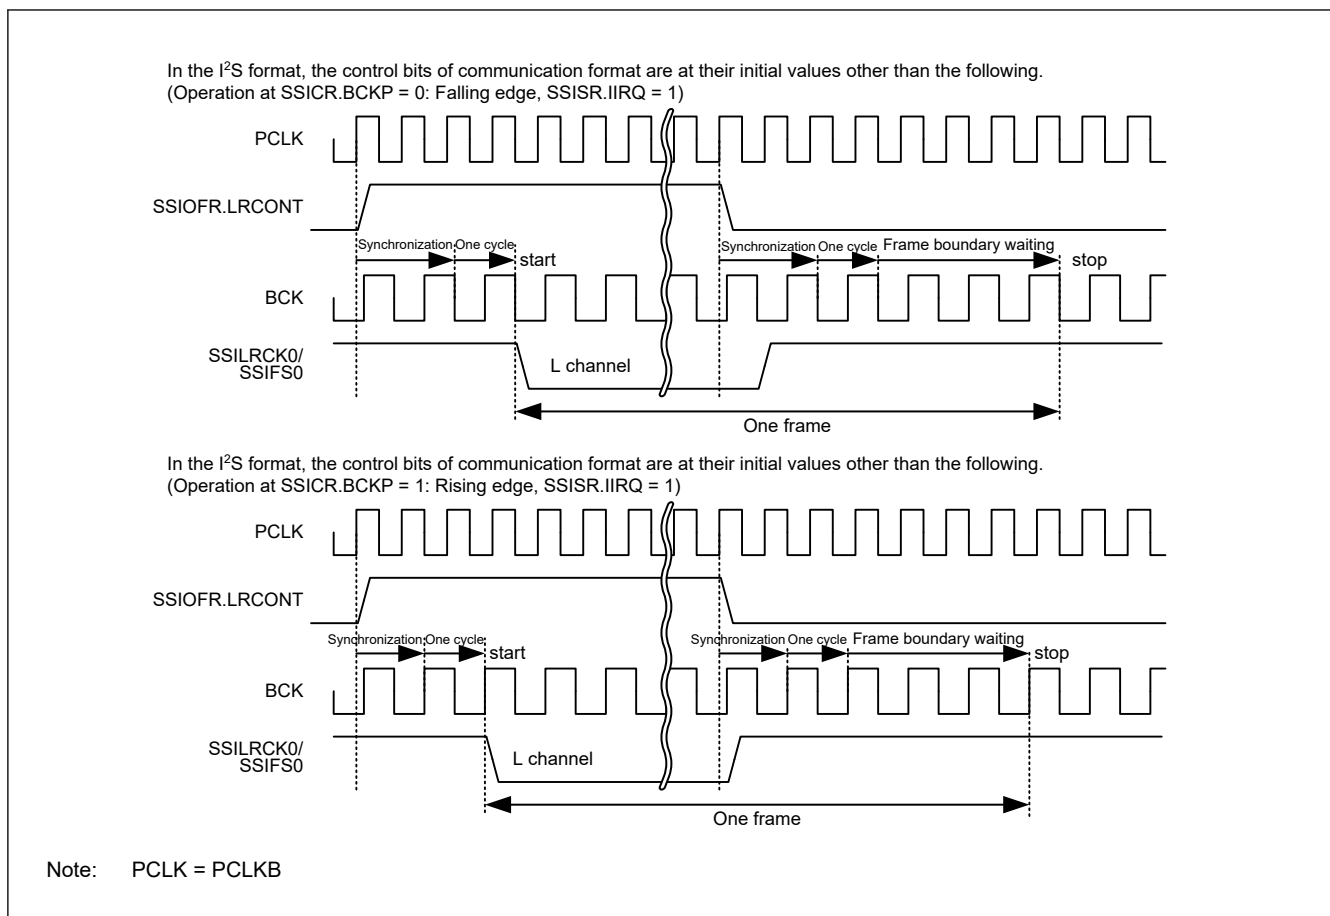 In the I²S format, the control bits of communication format are at their initial values other than the following.
(Operation at SSICR.BCKP = 0: Falling edge, SSISR.IIRQ = 1)
PCLK
SSIOFR.LRCONT
Synchronization One cycle start Synchronization One cycle Frame boundary waiting stop
BCK
SSILRCK0/
SSIFS0
L channel
One frame
In the I²S format, the control bits of communication format are at their initial values other than the following.
(Operation at SSICR.BCKP = 1: Rising edge, SSISR.IIRQ = 1)
PCLK
SSIOFR.LRCONT
Synchronization One cycle start Synchronization One cycle Frame boundary waiting stop
BCK
SSILRCK0/
SSIFS0
L channel
One frame
Note: PCLK = PCLKB